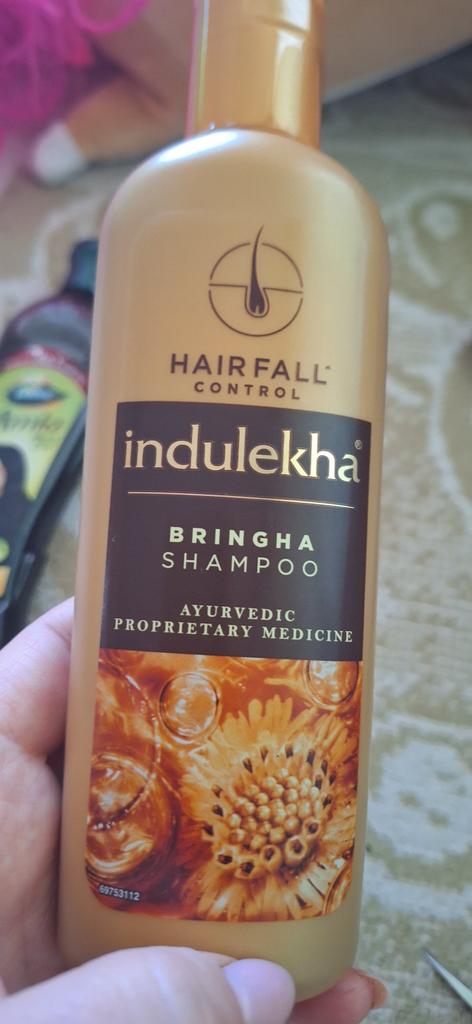 HAIRFALL
CONTROL
indulekha®
BRINGHA
SHAMPOO
AYURVEDIC
PROPRIETARY MEDICINE
69753112